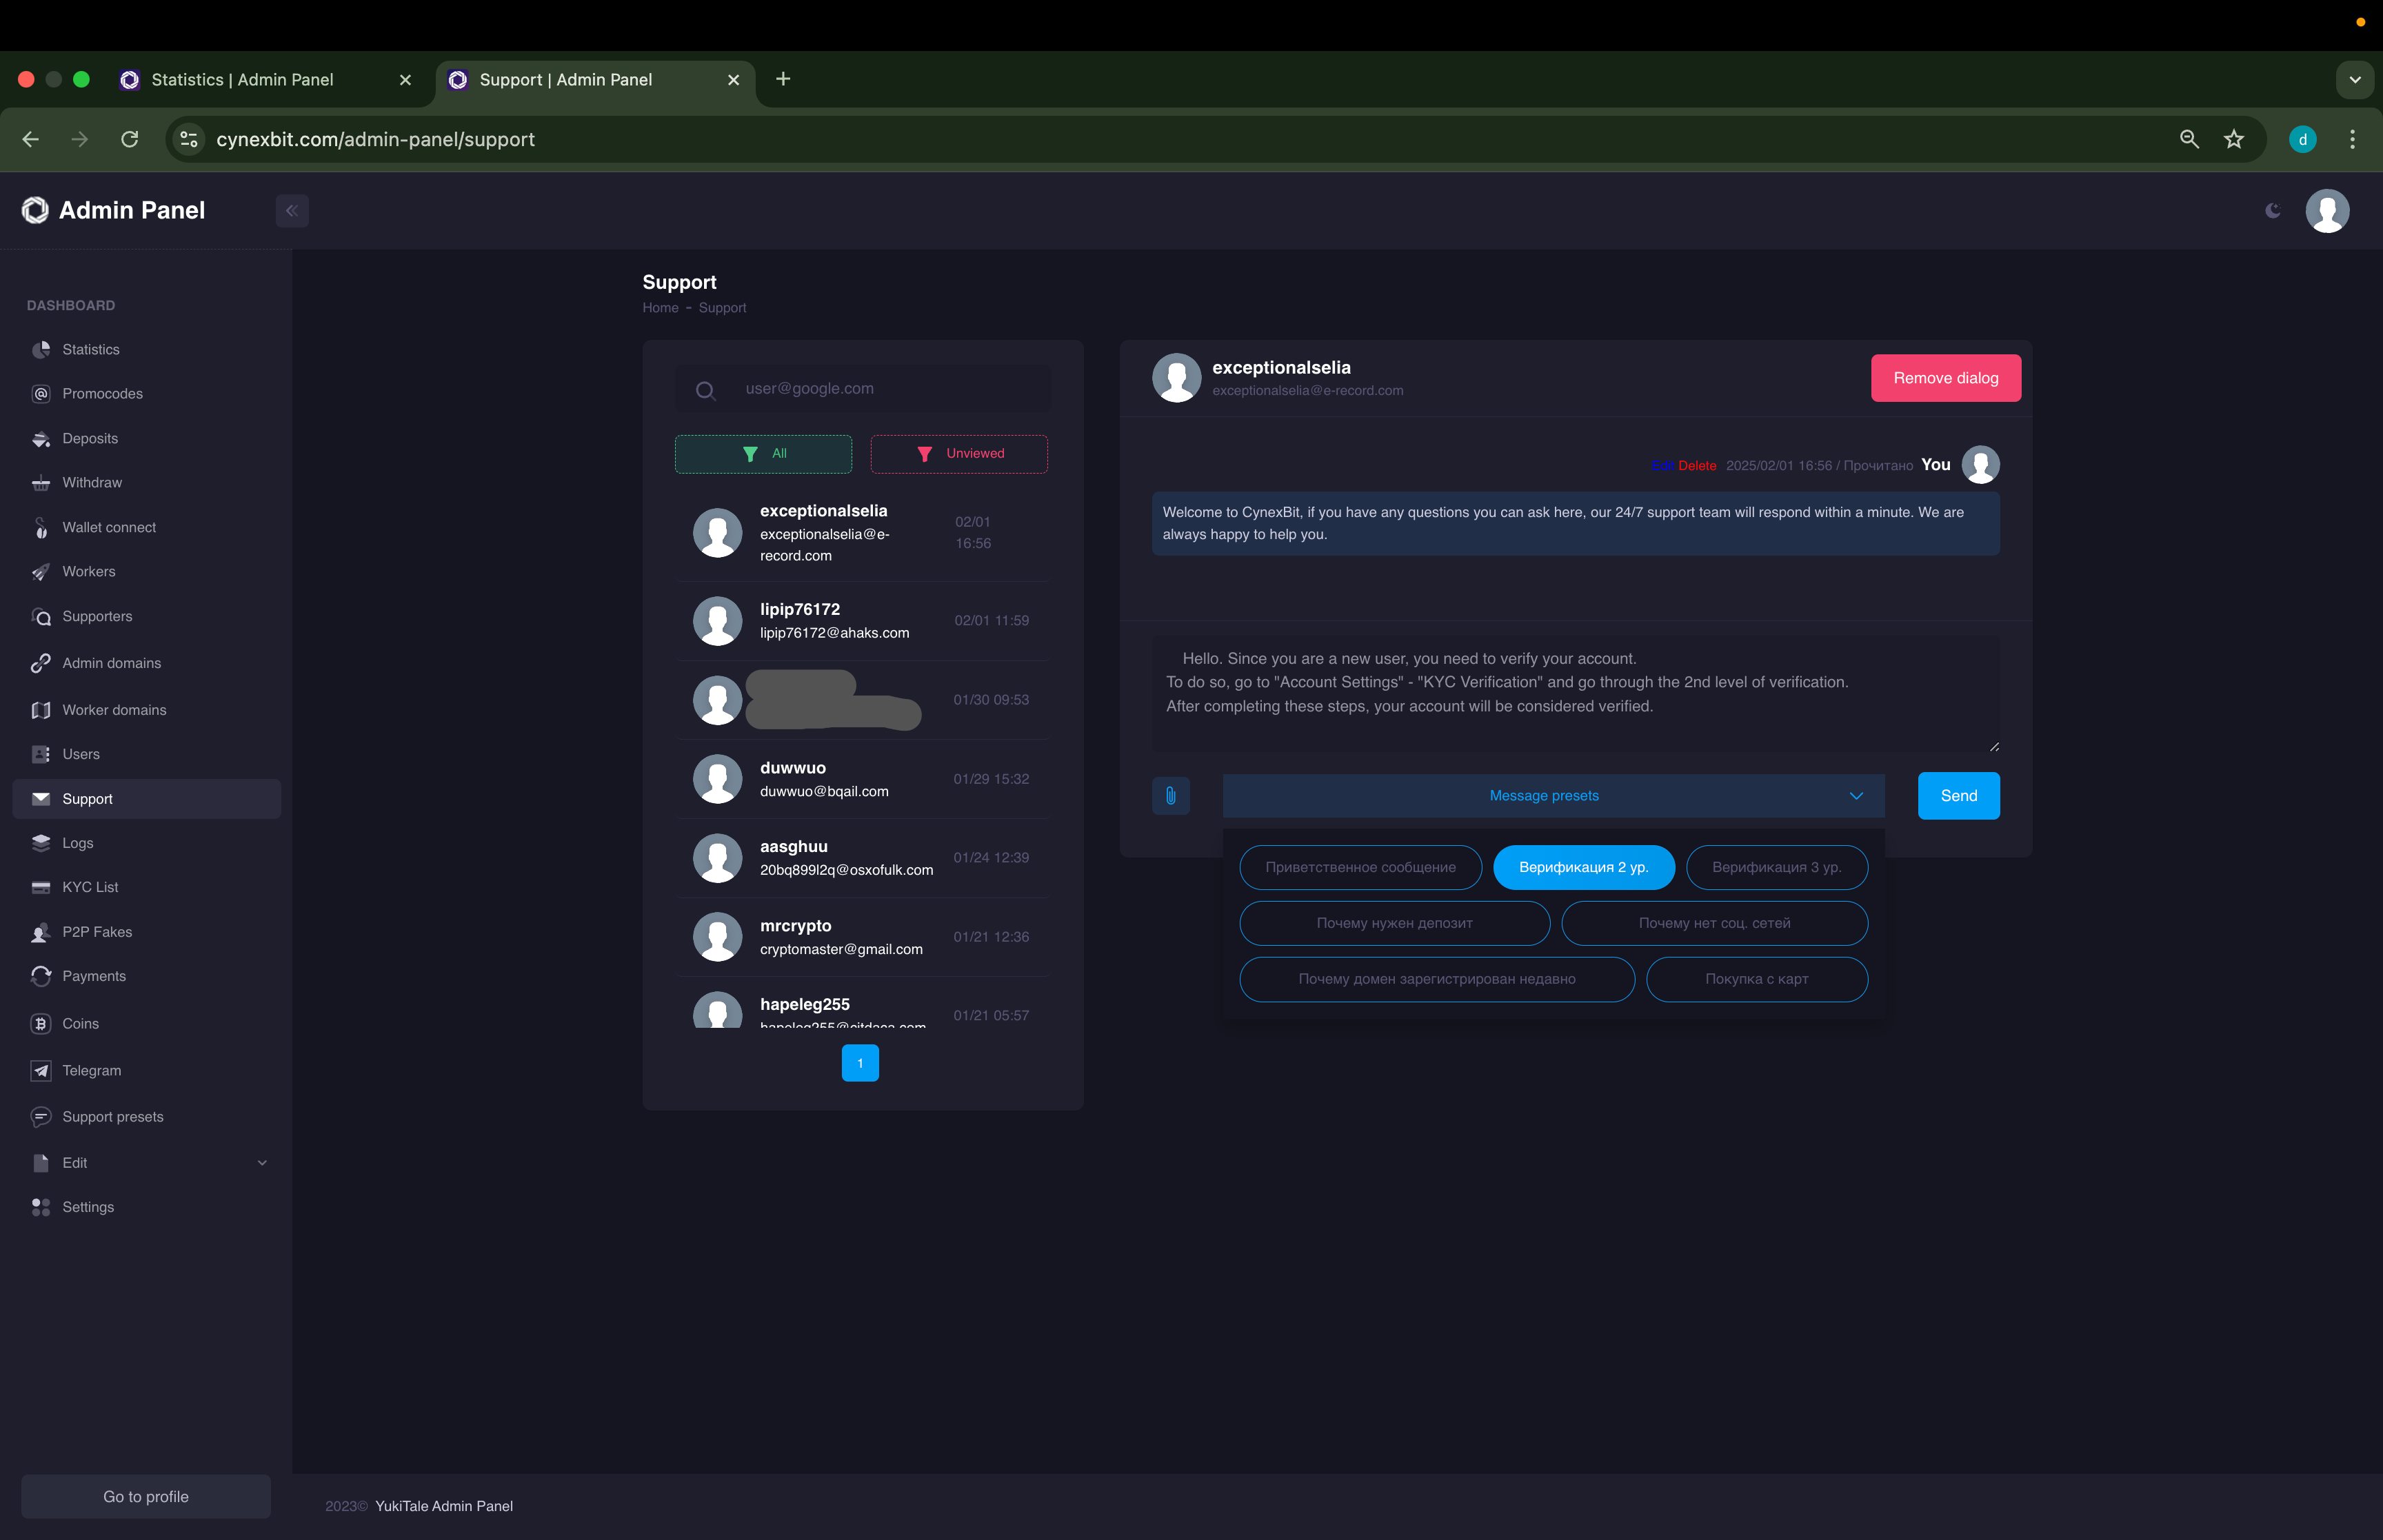 Statistics | Admin Panel
Support | Admin Panel
cynexbit.com/admin-panel/support
d
Admin Panel
DASHBOARD
Statistics
Promocodes
Deposits
Withdraw
Wallet connect
Workers
Supporters
Admin domains
Worker domains
Users
Support
Logs
KYC List
P2P Fakes
Payments
Coins
Telegram
Support presets
Edit
Settings
Go to profile
Support
Home - Support
user@google.com
All
Unviewed
exceptionalselia
exceptionalselia@e-
record.com
02/01
16:56
lipip76172
lipip76172@ahaks.com
02/01 11:59
01/30 09:53
duwwuo
duwwuo@bqail.com
01/29 15:32
aasghuu
20bq899l2q@osxofulk.com
01/24 12:39
mrcrypto
cryptomaster@gmail.com
01/21 12:36
hapeleg255
hapeleg255@citdaca.com
01/21 05:57
1
exceptionalselia
exceptionalselia@e-record.com
Remove dialog
Edit Delete 2025/02/01 16:56 / Прочитано You
Welcome to CynexBit, if you have any questions you can ask here, our 24/7 support team will respond within a minute. We are
always happy to help you.
Hello. Since you are a new user, you need to verify your account.
To do so, go to "Account Settings" - "KYC Verification" and go through the 2nd level of verification.
After completing these steps, your account will be considered verified.
Message presets
Send
Приветственное сообщение
Верификация 2 ур.
Верификация 3 ур.
Почему нужен депозит
Почему нет соц. сетей
Почему домен зарегистрирован недавно
Покупка с карт
2023© YukiTale Admin Panel